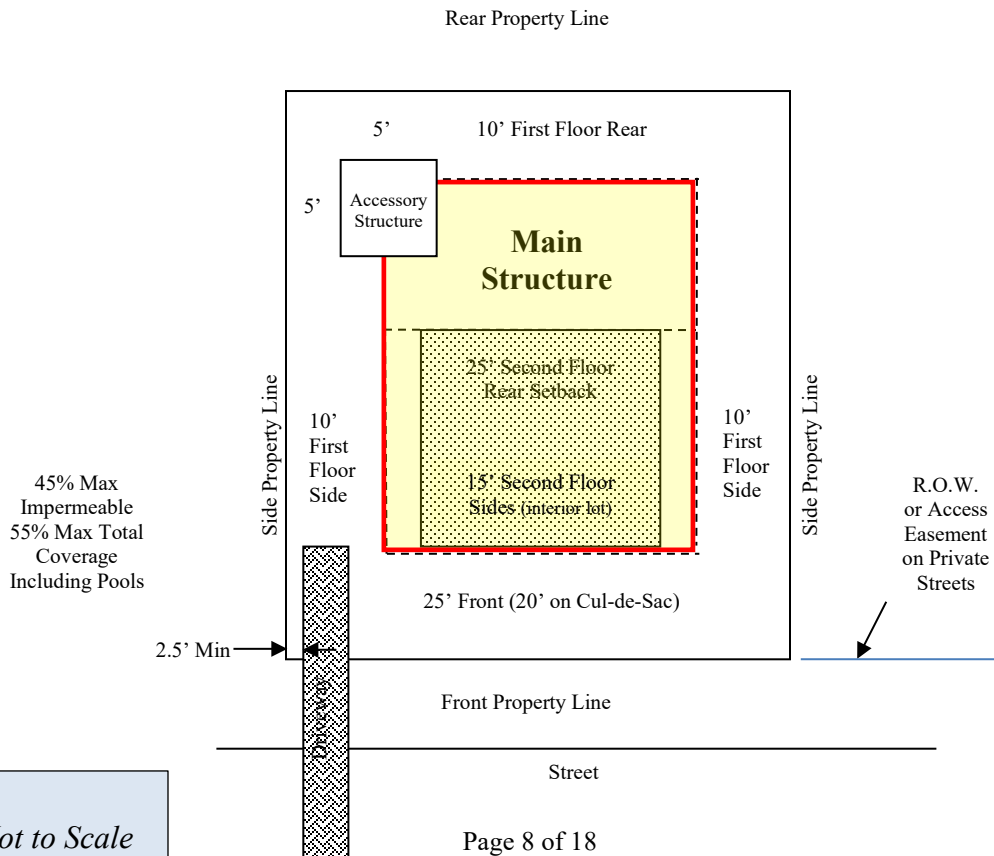 Rear Property Line
5’
10’ First Floor Rear
5’
Accessory
Structure
Main
Structure
25’ Second Floor
Rear Setback
Side Property Line
10’
First
Floor
Side
10’
First
Floor
Side
Side Property Line
15’ Second Floor
Sides (interior lot)
45% Max
Impermeable
55% Max Total
Coverage
Including Pools
R.O.W.
or Access
Easement
on Private
Streets
25’ Front (20’ on Cul-de-Sac)
2.5’ Min
Driveway
Front Property Line
Street
to Scale
Page 8 of 18